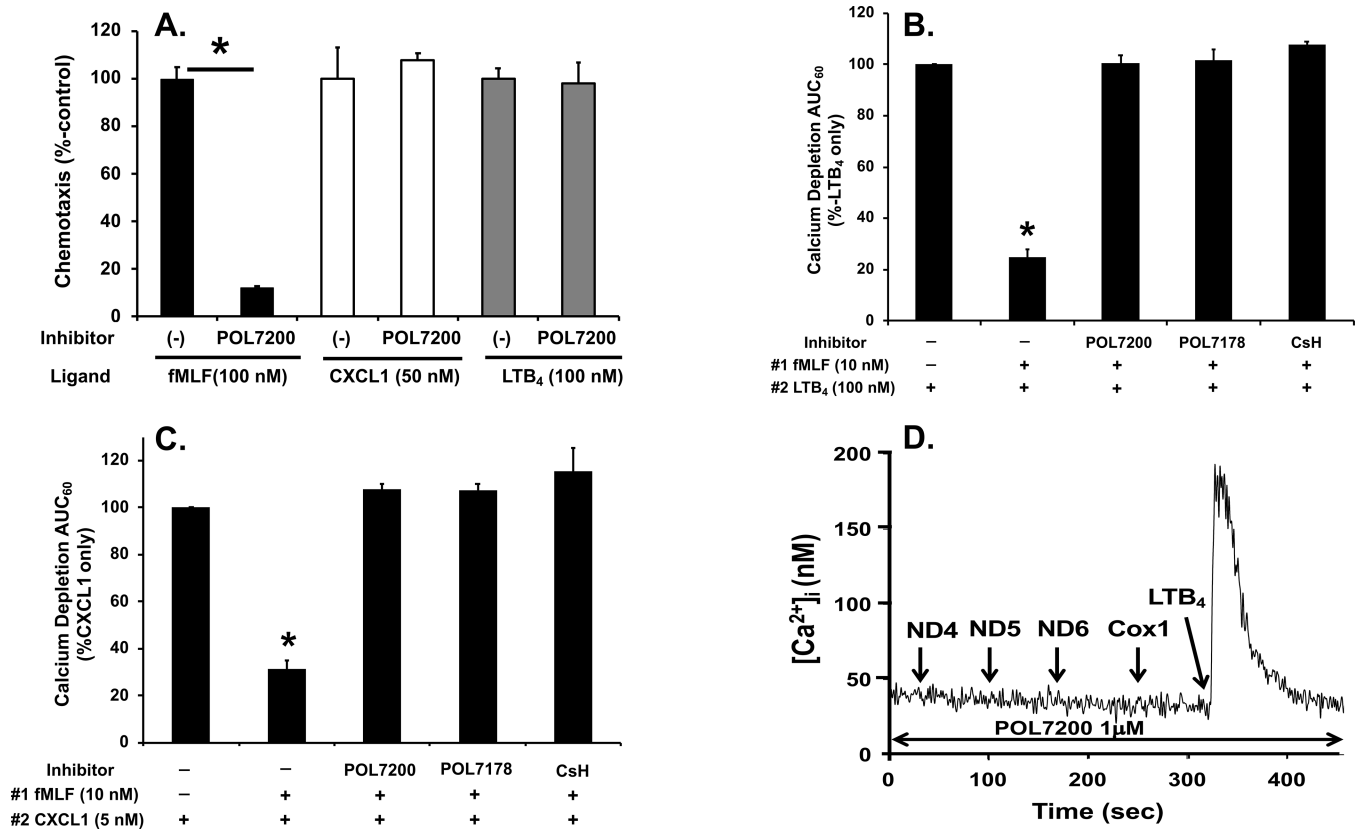 A.
*
Chemotaxis (%-control)
120
100
80
60
40
20
0
Inhibitor (-) POL7200 (-) POL7200 (-) POL7200
Ligand fMLF(100 nM) CXCL1 (50 nM) LTB4 (100 nM)
B.
Calcium Depletion AUC60
(%-LTB4 only)
120
100
80
60
40
20
0
*
Inhibitor – – POL7200 POL7178 CsH
#1 fMLF (10 nM) – + + + +
#2 LTB4 (100 nM) + + + + +
C.
Calcium Depletion AUC60
(%CXCL1 only)
120
100
80
60
40
20
0
*
Inhibitor – – POL7200 POL7178 CsH
#1 fMLF (10 nM) – + + + +
#2 CXCL1 (5 nM) + + + + +
D.
[Ca2+]i (nM)
200
150
100
50
0
ND4 ND5 ND6 Cox1 LTB4
POL7200 1μM
0 100 200 300 400
Time (sec)